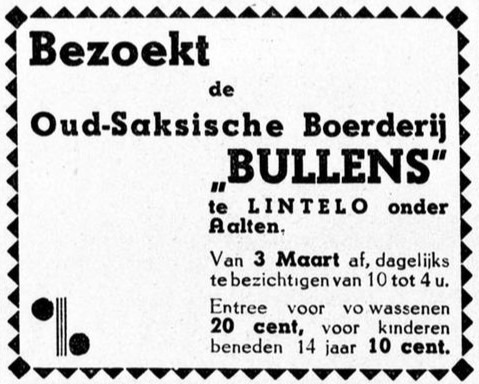 Bezoekt
de
Oud-Saksische Boerderij
„BULLENS”
te LINTELO onder
Aalten.
Van 3 Maart af, dagelijks
te bezichtigen van 10 tot 4 u.
Entree voor vo wassenen
20 cent, voor kinderen
beneden 14 jaar 10 cent.